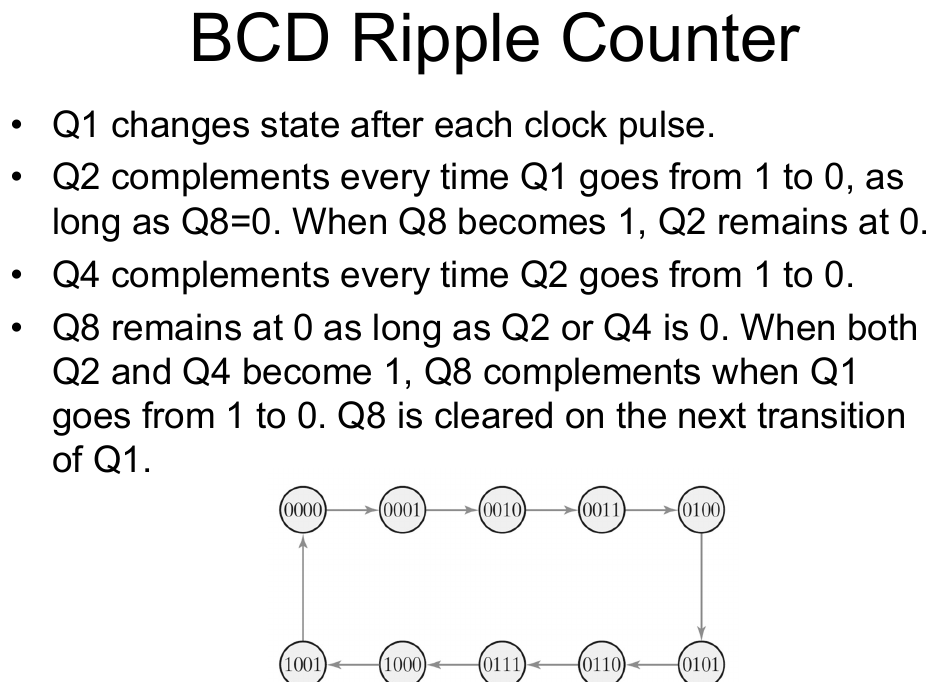 BCD Ripple Counter
• Q1 changes state after each clock pulse.
• Q2 complements every time Q1 goes from 1 to 0, as
long as Q8=0. When Q8 becomes 1, Q2 remains at 0.
• Q4 complements every time Q2 goes from 1 to 0.
• Q8 remains at 0 as long as Q2 or Q4 is 0. When both
Q2 and Q4 become 1, Q8 complements when Q1
goes from 1 to 0. Q8 is cleared on the next transition
of Q1.
0000 0001 0010 0011 0100
1001 1000 0111 0110 0101